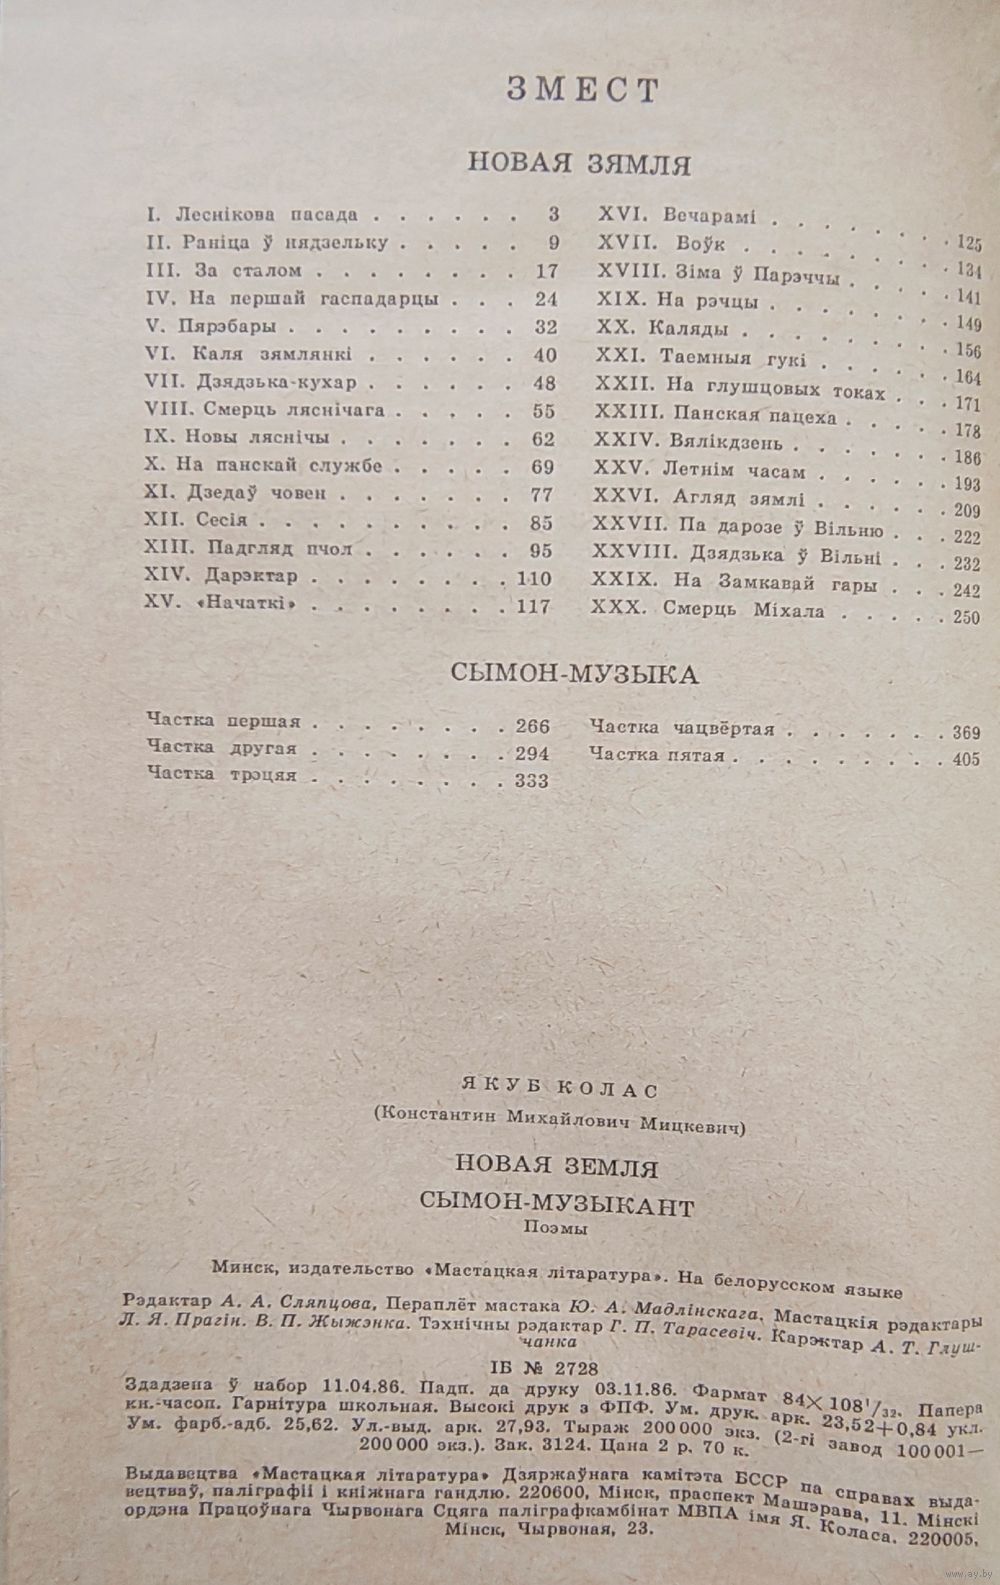 ЗМЕСТ
НОВАЯ ЗЯМЛЯ
I. Леснікова пасада . . . . . . 3
II. Раніца ў нядзельку . . . . . 9
III. За сталом . . . . . . . . 17
IV. На першай гаспадарцы . . . 24
V. Пярэбары . . . . . . . . . 32
VI. Каля зямлянкі . . . . . . 40
VII. Дзядзька-кухар . . . . . . 48
VIII. Смерць ляснічага . . . . . 55
IX. Новы ляснічы . . . . . . . 62
X. На панскай службе . . . . . 69
XI. Дзедаў човен . . . . . . . 77
XII. Сесія . . . . . . . . . . 85
XIII. Падгляд пчол . . . . . . 95
XIV. Дарэктар . . . . . . . . 110
XV. «Начаткі» . . . . . . . . 117
XVI. Вечарамі . . . . . . . 125
XVII. Воўк . . . . . . . . 134
XVIII. Зіма ў Парэччы . . . . 141
XIX. На рэчцы . . . . . . . 149
XX. Каляды . . . . . . . . 156
XXI. Таемныя гукі . . . . . 164
XXII. На глушцовых токах . . . 171
XXIII. Панская пацеха . . . . . 178
XXIV. Вялікдзень . . . . . . . 186
XXV. Летнім часам . . . . . . 193
XXVI. Агляд зямлі . . . . . . 209
XXVII. Па дарозе ў Вільню . . . 222
XXVIII. Дзядзька ў Вільні . . . 232
XXIX. На Замкавай гары . . . 242
XXX. Смерць Міхала . . . . . 250
СЫМОН-МУЗЫКА
Частка першая . . . . . . . . 266
Частка другая . . . . . . . . 294
Частка трэцяя . . . . . . . . 333
Частка чацвёртая . . . . . . . 369
Частка пятая . . . . . . . . . 405
ЯКУБ КОЛАС
(Константин Михайлович Мицкевич)
НОВАЯ ЗЕМЛЯ
СЫМОН-МУЗЫКАНТ
Поэмы
Минск, издательство «Мастацкая літаратура». На белорусском языке
Рэдактар А. А. Сляпцова. Пераплёт мастака Ю. А. Мадлінскага. Мастацкія рэдактары
Л. Я. Прагін. В. П. Жыжэнка. Тэхнічны рэдактар Г. П. Тарасевіч. Карэктар А. Т. Глуш-
чанка
ІБ № 2728
Здадзена ў набор 11.04.86. Падп. да друку 03.11.86. Фармат 84×108 1/32. Папера
кн.-часоп. Гарнітура школьная. Высокі друк з ФПФ. Ум. друк. арк. 23,52+0,84 укл.
Ум. фарб.-адб. 25,62. Ул.-выд. арк. 27,93. Тыраж 200 000 экз. (2-гі завод 100 001—
200 000 экз.). Зак. 3124. Цана 2 р. 70 к.
Выдавецтва «Мастацкая літаратура» Дзяржаўнага камітэта БССР па справах выда-
вецтваў, паліграфіі і кніжнага гандлю. 220600, Мінск, праспект Машэрава, 11. Мінскі
ордэна Працоўнага Чырвонага Сцяга паліграфкамбінат МВПА імя Я. Коласа. 220005,
Мінск, Чырвоная, 23.
www.ay.by